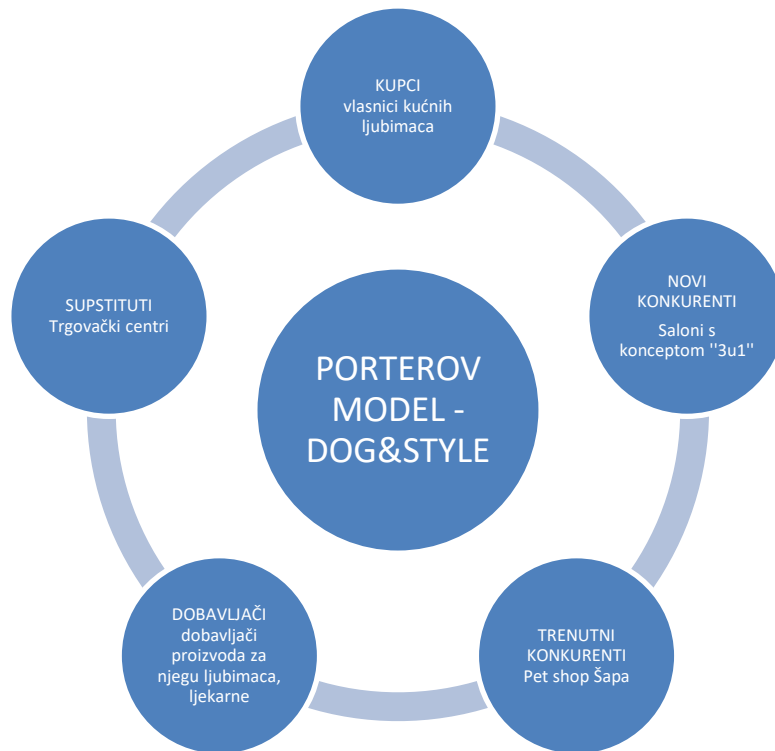 KUPCI
vlasnici kućnih
ljubimaca
NOVI
KONKURENTI
Saloni s
konceptom "3u1"
TRENUTNI
KONKURENTI
Pet shop Šapa
DOBAVLJAČI
dobavljači
proizvoda za
njegu ljubimaca,
ljekarne
SUPSTITUTI
Trgovački centri
PORTEROV
MODEL -
DOG&STYLE